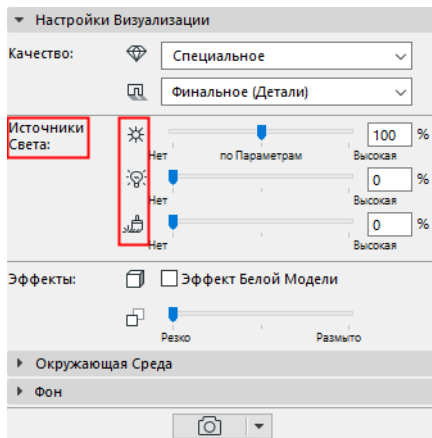 Настройки Визуализации
Качество:
Специальное
Финальное (Детали)
Источники
Света:
100 %
Нет по Параметрам Высокая
0 %
Нет Высокая
0 %
Нет Высокая
Эффекты:
Эффект Белой Модели
Резко Размыто
Окружающая Среда
Фон